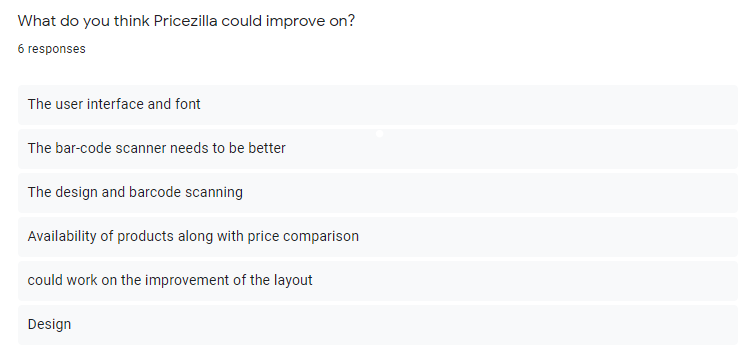 What do you think Pricezilla could improve on?
6 responses
The user interface and font
The bar-code scanner needs to be better
The design and barcode scanning
Availability of products along with price comparison
could work on the improvement of the layout
Design